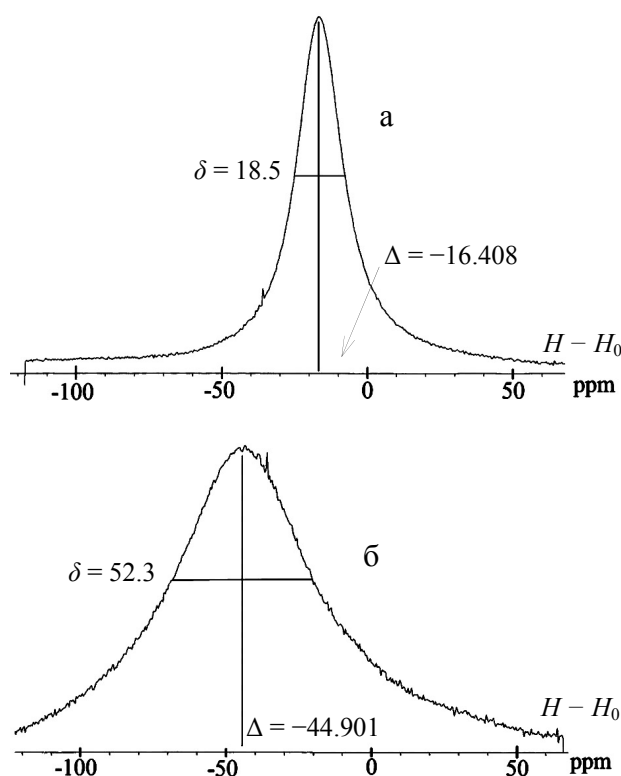 а
δ = 18.5
Δ = −16.408
H − H₀
-100 -50 0 50 ppm
б
δ = 52.3
H − H₀
Δ = −44.901
-100 -50 0 50 ppm